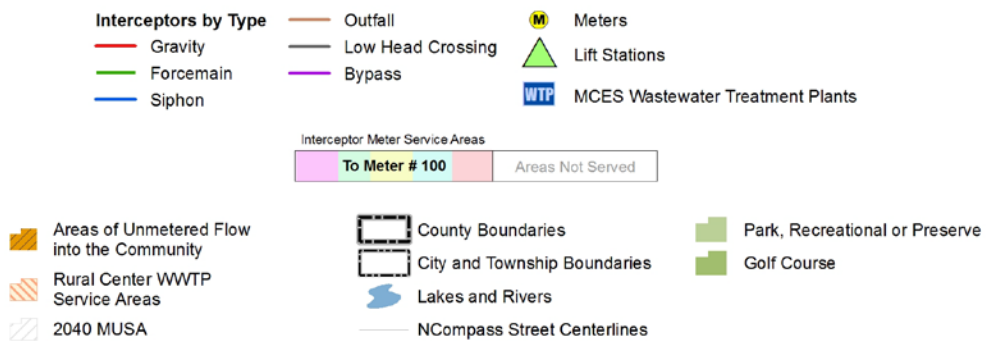 Interceptors by Type
Gravity
Forcemain
Siphon
Outfall
Low Head Crossing
Bypass
M Meters
Lift Stations
WTP MCES Wastewater Treatment Plants
Interceptor Meter Service Areas
To Meter # 100
Areas Not Served
Areas of Unmetered Flow
into the Community
Rural Center WWTP
Service Areas
2040 MUSA
County Boundaries
City and Township Boundaries
Lakes and Rivers
NCompass Street Centerlines
Park, Recreational or Preserve
Golf Course